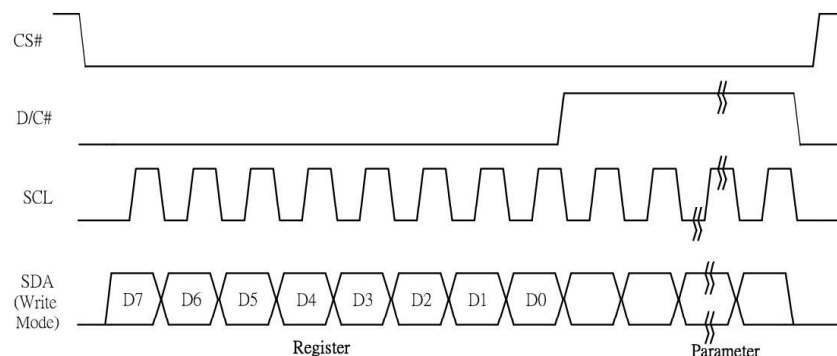 CS#
D/C#
SCL
SDA
(Write
Mode)
D7 D6 D5 D4 D3 D2 D1 D0
Register Parameter